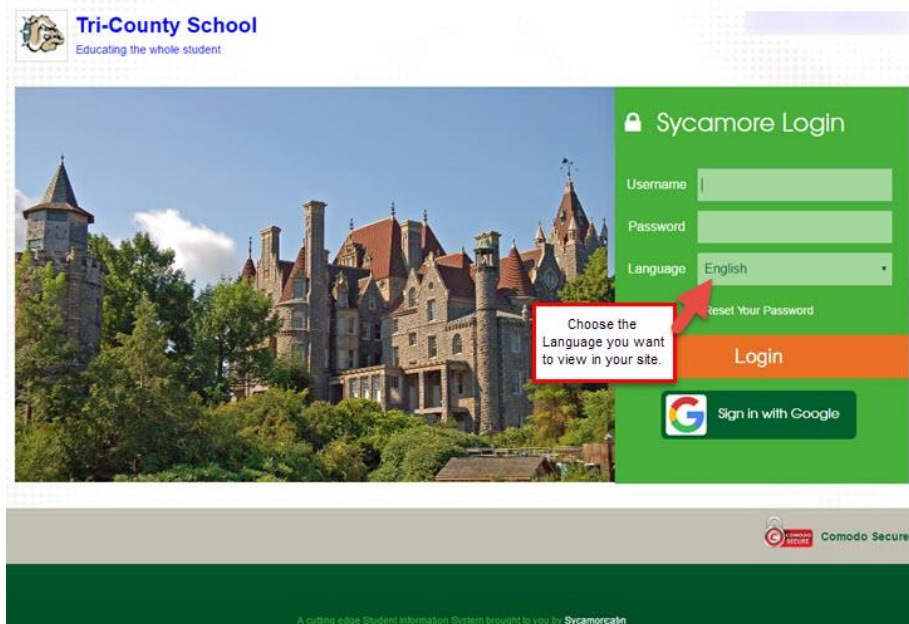 Tri-County School
Educating the whole student
Sycamore Login
Username
Password
Language English
Reset Your Password
Choose the
Language you want
to view in your site.
Login
G Sign in with Google
C COMODO SECURE Comodo Secure
A cutting edge Student Information System brought to you by